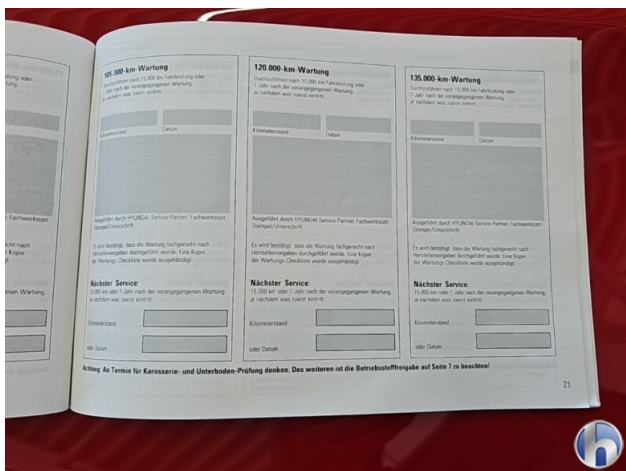 105.000-km-Wartung
Durchzuführen nach 15.000 km Fahrleistung oder
1 Jahr nach der vorangegangenen Wartung,
je nachdem was zuerst eintritt.
Kilometerstand Datum
Ausgeführt durch HYUNDAI Service-Partner, Fachwerkstatt
Stempel/Unterschrift
Es wird bestätigt, dass die Wartung fachgerecht nach
Herstellervorgaben durchgeführt wurde. Eine Kopie
der Wartungs Checkliste wurde ausgehändigt.
Nächster Service:
15.000 km oder 1 Jahr nach der vorangegangenen Wartung,
je nachdem was zuerst eintritt.
Kilometerstand
oder Datum
120.000-km-Wartung
Durchzuführen nach 15.000 km Fahrleistung oder
1 Jahr nach der vorangegangenen Wartung,
je nachdem was zuerst eintritt.
Kilometerstand Datum
Ausgeführt durch HYUNDAI Service-Partner, Fachwerkstatt
Stempel/Unterschrift
Es wird bestätigt, dass die Wartung fachgerecht nach
Herstellervorgaben durchgeführt wurde. Eine Kopie
der Wartungs Checkliste wurde ausgehändigt.
Nächster Service:
15.000 km oder 1 Jahr nach der vorangegangenen Wartung,
je nachdem was zuerst eintritt.
Kilometerstand
oder Datum
135.000-km-Wartung
Durchzuführen nach 15.000 km Fahrleistung oder
1 Jahr nach der vorangegangenen Wartung,
je nachdem was zuerst eintritt.
Kilometerstand Datum
Ausgeführt durch HYUNDAI Service-Partner, Fachwerkstatt
Stempel/Unterschrift
Es wird bestätigt, dass die Wartung fachgerecht nach
Herstellervorgaben durchgeführt wurde. Eine Kopie
der Wartungs Checkliste wurde ausgehändigt.
Nächster Service:
15.000 km oder 1 Jahr nach der vorangegangenen Wartung,
je nachdem was zuerst eintritt.
Kilometerstand
oder Datum
Achtung: An Termin für Karosserie- und Unterboden-Prüfung denken. Des weiteren ist die Betriebsstofffreigabe auf Seite 7 zu beachten!
21
h